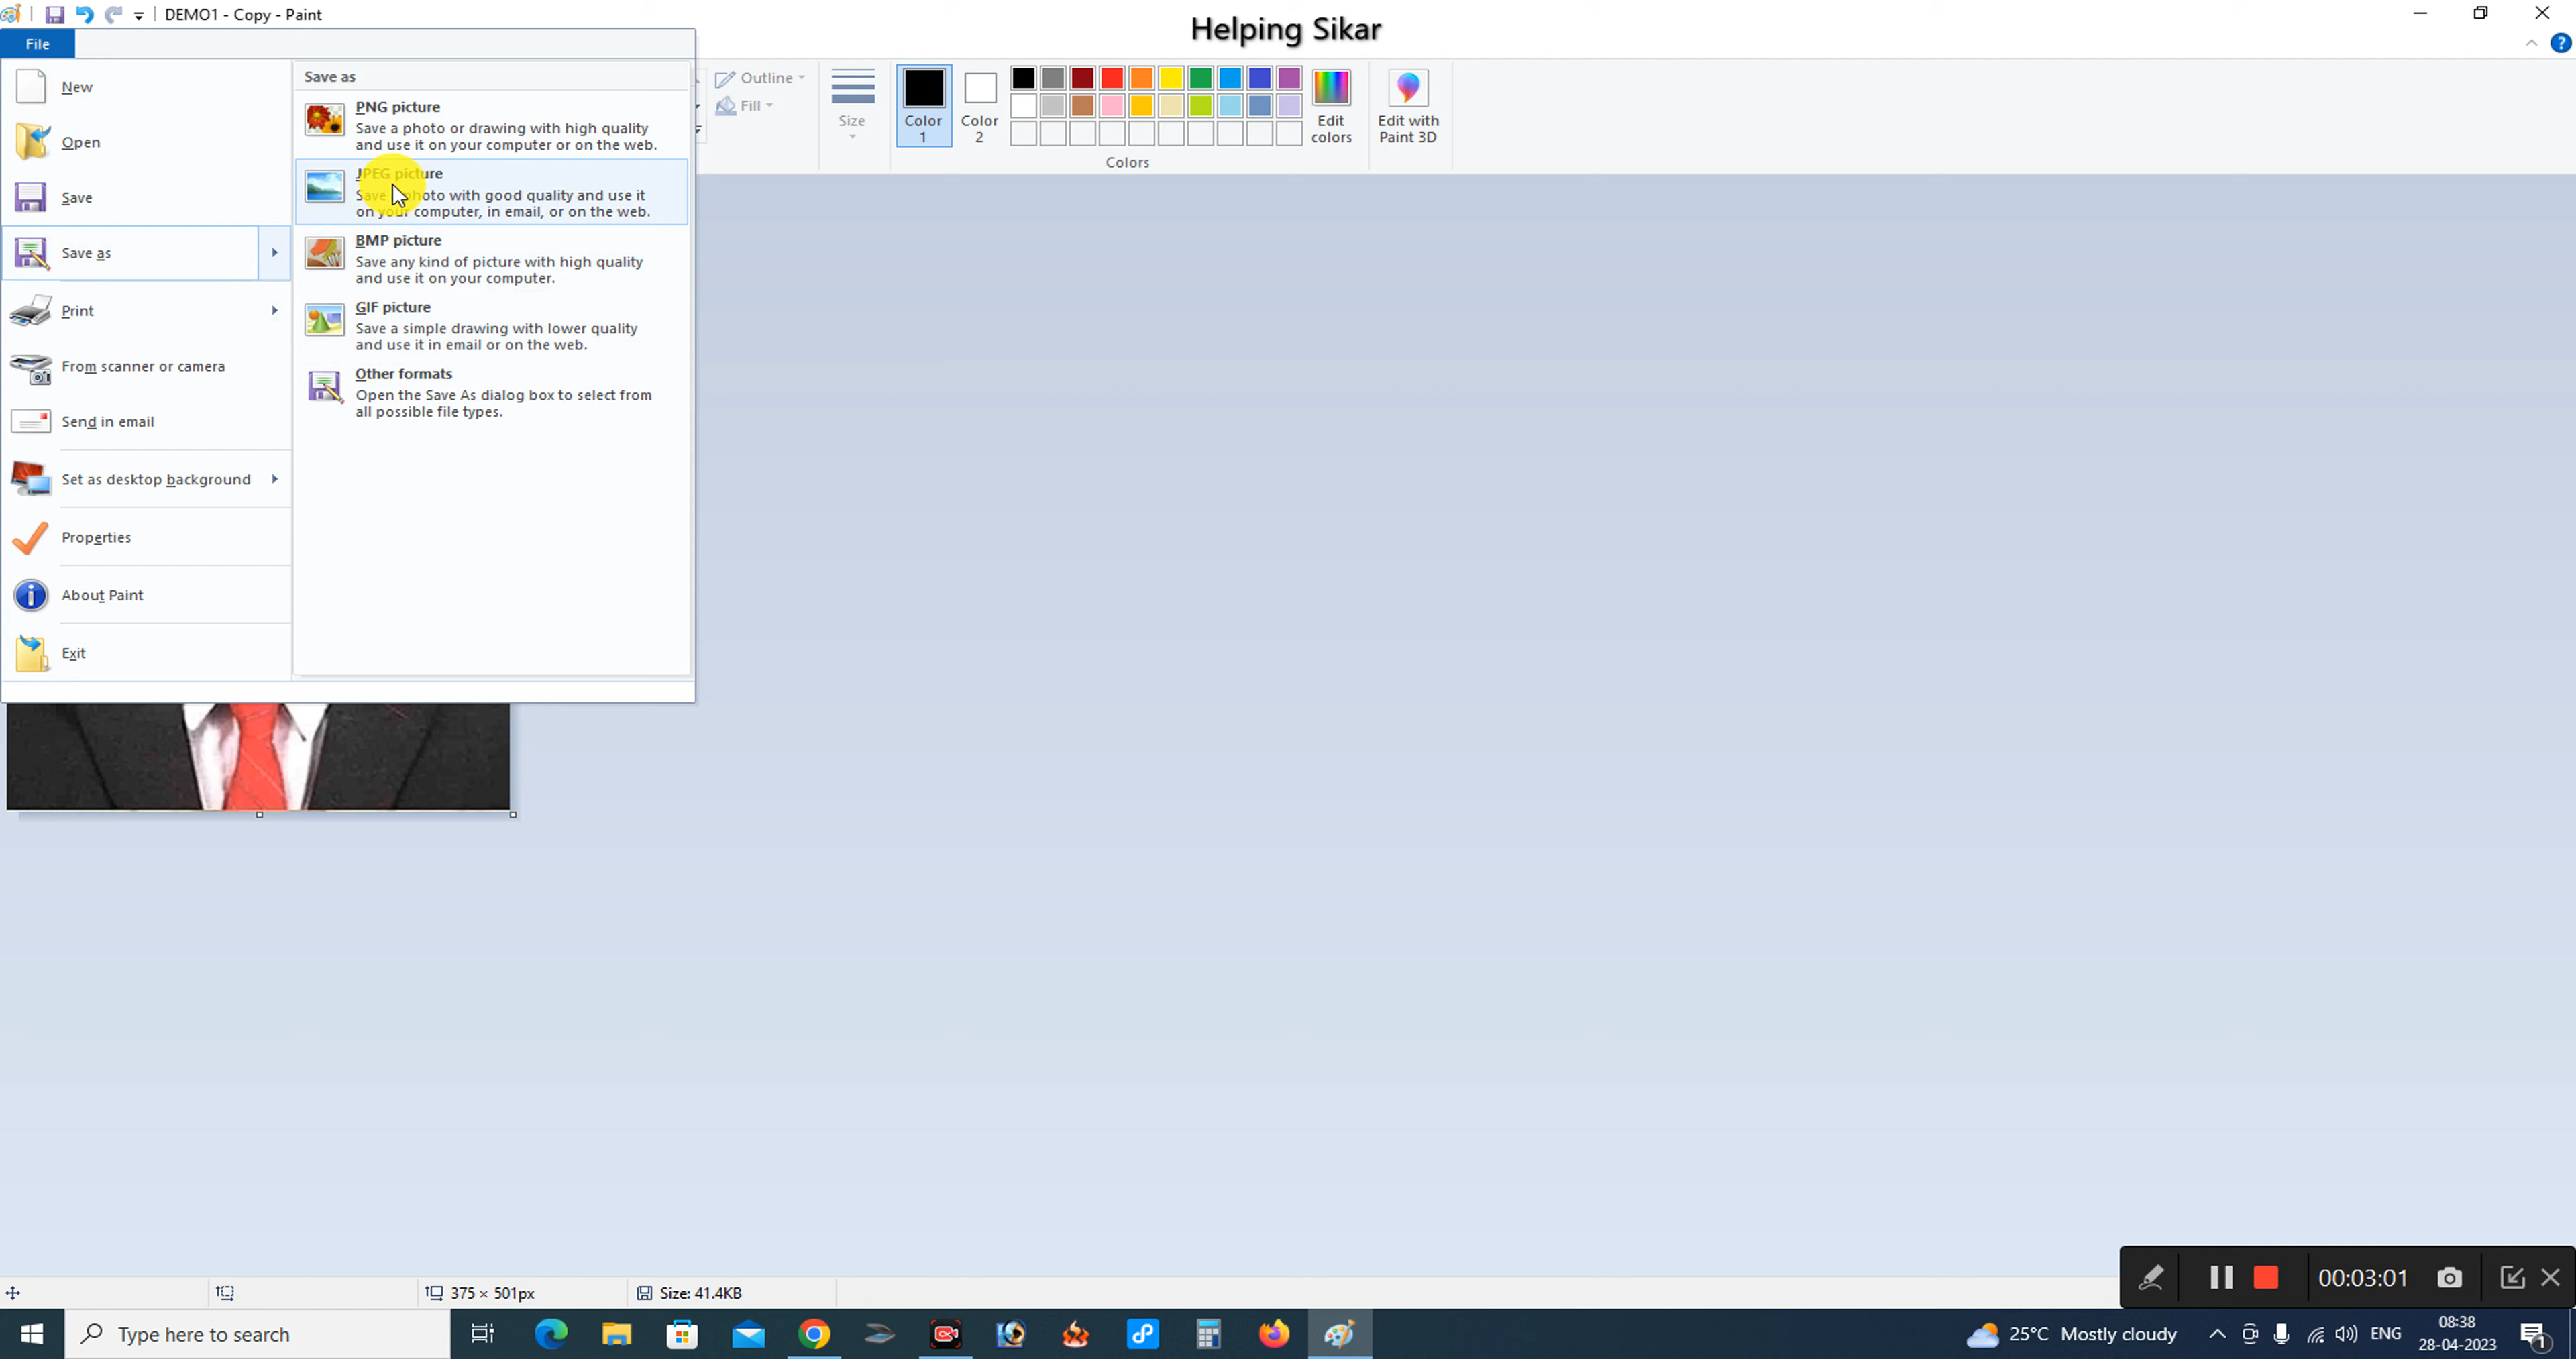 DEMO1 - Copy - Paint
Helping Sikar
File
New
Open
Save
Save as
Print
From scanner or camera
Send in email
Set as desktop background
Properties
About Paint
Exit
Save as
PNG picture
Save a photo or drawing with high quality
and use it on your computer or on the web.
JPEG picture
Save a photo with good quality and use it
on your computer, in email, or on the web.
BMP picture
Save any kind of picture with high quality
and use it on your computer.
GIF picture
Save a simple drawing with lower quality
and use it in email or on the web.
Other formats
Open the Save As dialog box to select from
all possible file types.
Outline
Fill
Size
Color
1
Color
2
Edit
colors
Edit with
Paint 3D
Colors
375 × 501px
Size: 41.4KB
00:03:01
Type here to search
25°C Mostly cloudy
ENG
08:38
28-04-2023
1